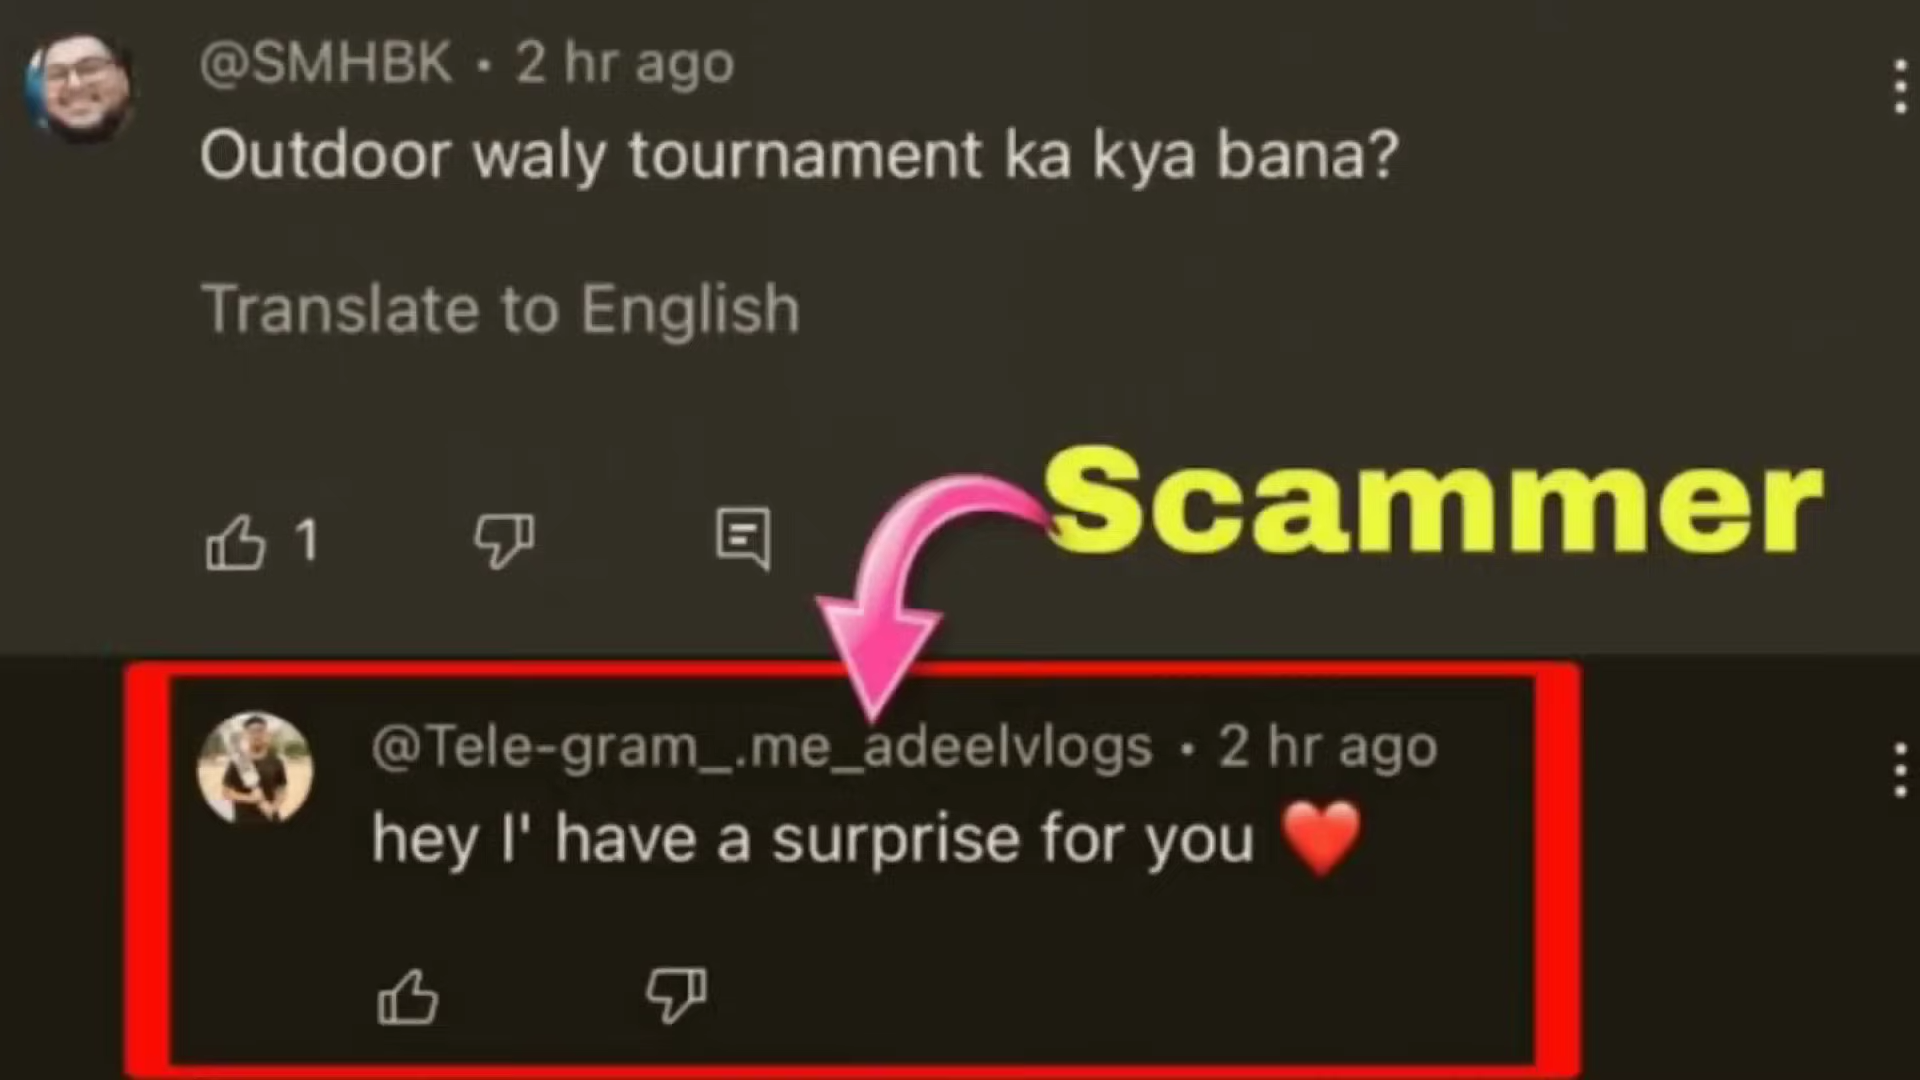 @SMHBK • 2 hr ago
Outdoor waly tournament ka kya bana?
Translate to English
Scammer
1
@Tele-gram_.me_adeelvlogs • 2 hr ago
hey I' have a surprise for you ❤️